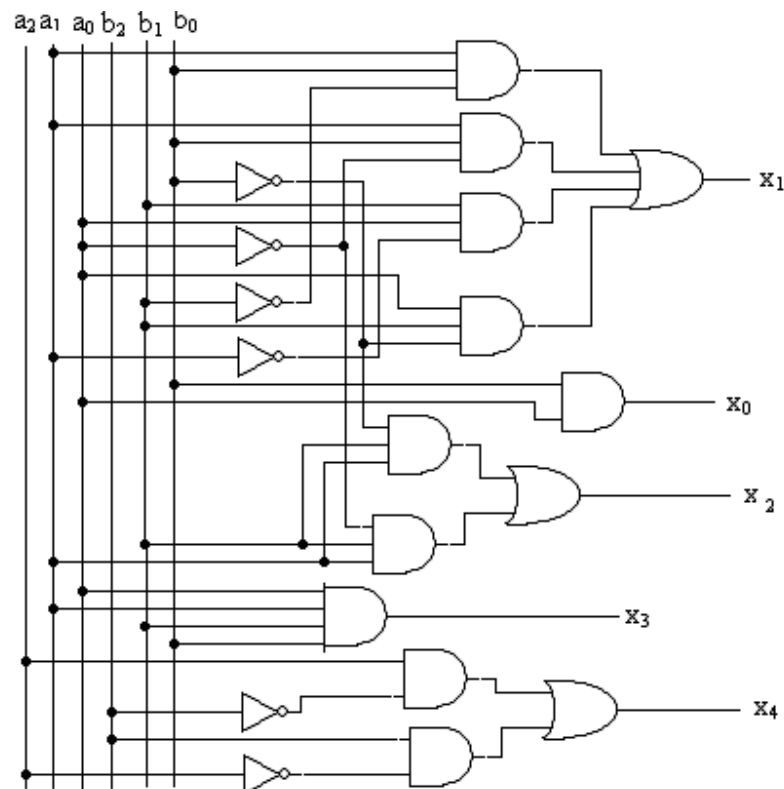 a₂ a₁ a₀ b₂ b₁ b₀
x₁
x₀
x₂
x₃
x₄